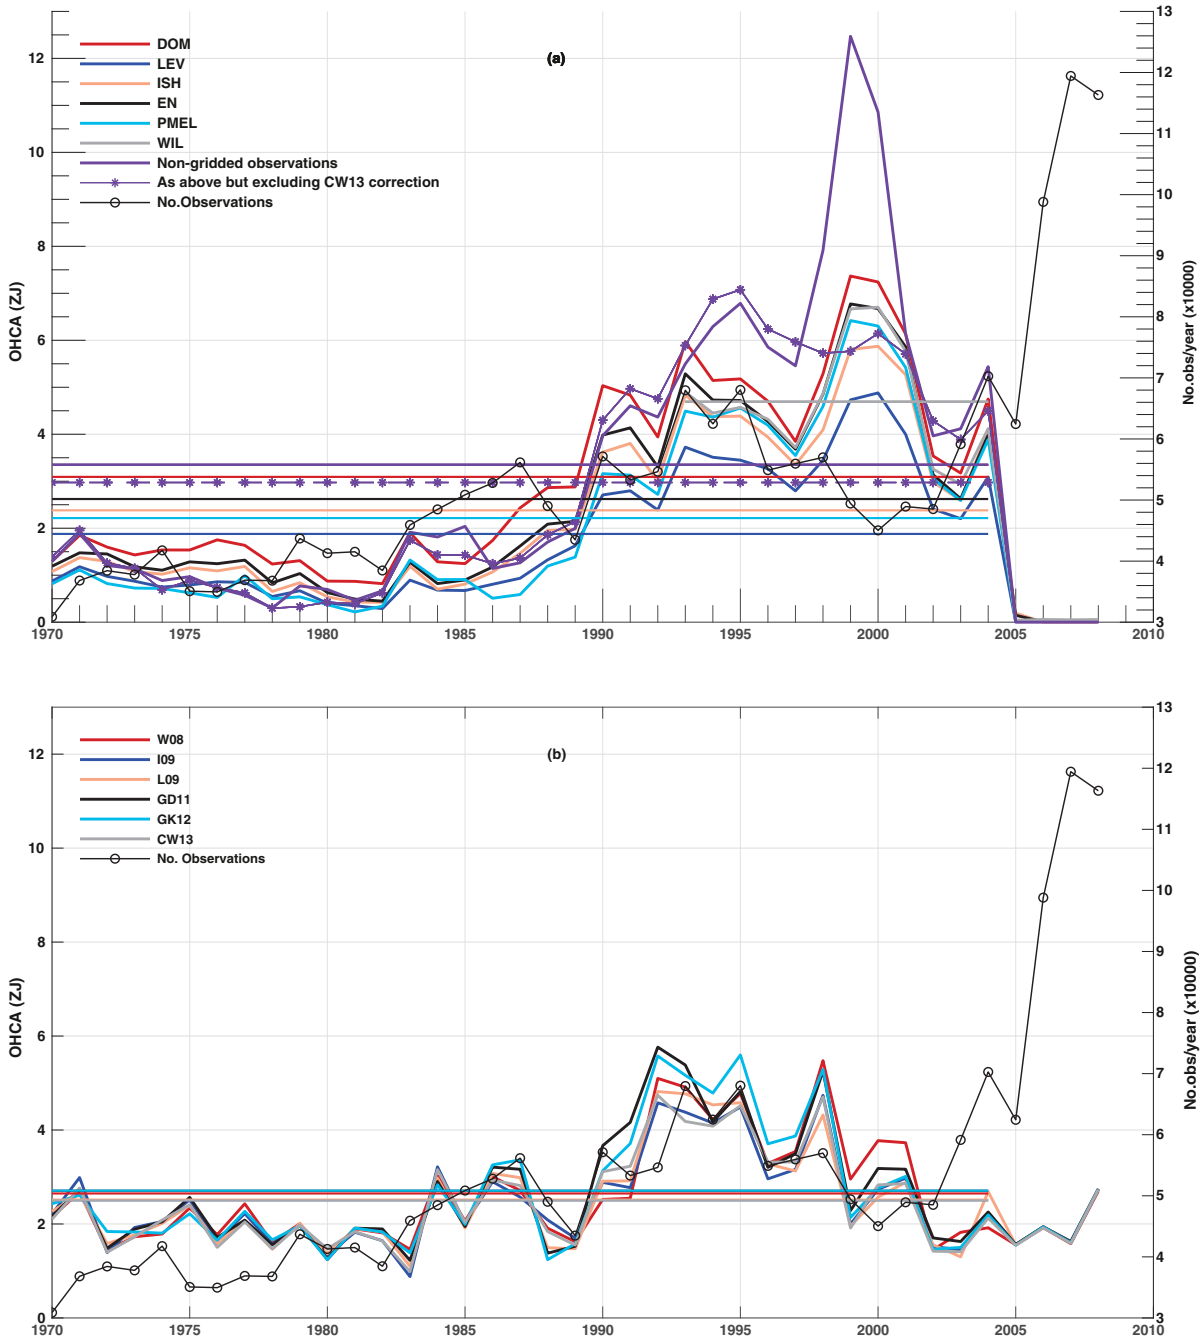 (a)
DOM
LEV
ISH
EN
PMEL
WIL
Non-gridded observations
As above but excluding CW13 correction
No.Observations
OHCA (ZJ)
0
2
4
6
8
10
12
No.obs/year (x10000)
3
4
5
6
7
8
9
10
11
12
13
1970
1975
1980
1985
1990
1995
2000
2005
2010
(b)
W08
I09
L09
GD11
GK12
CW13
No. Observations
OHCA (ZJ)
0
2
4
6
8
10
12
No.obs/year (x10000)
3
4
5
6
7
8
9
10
11
12
13
1970
1975
1980
1985
1990
1995
2000
2005
2010